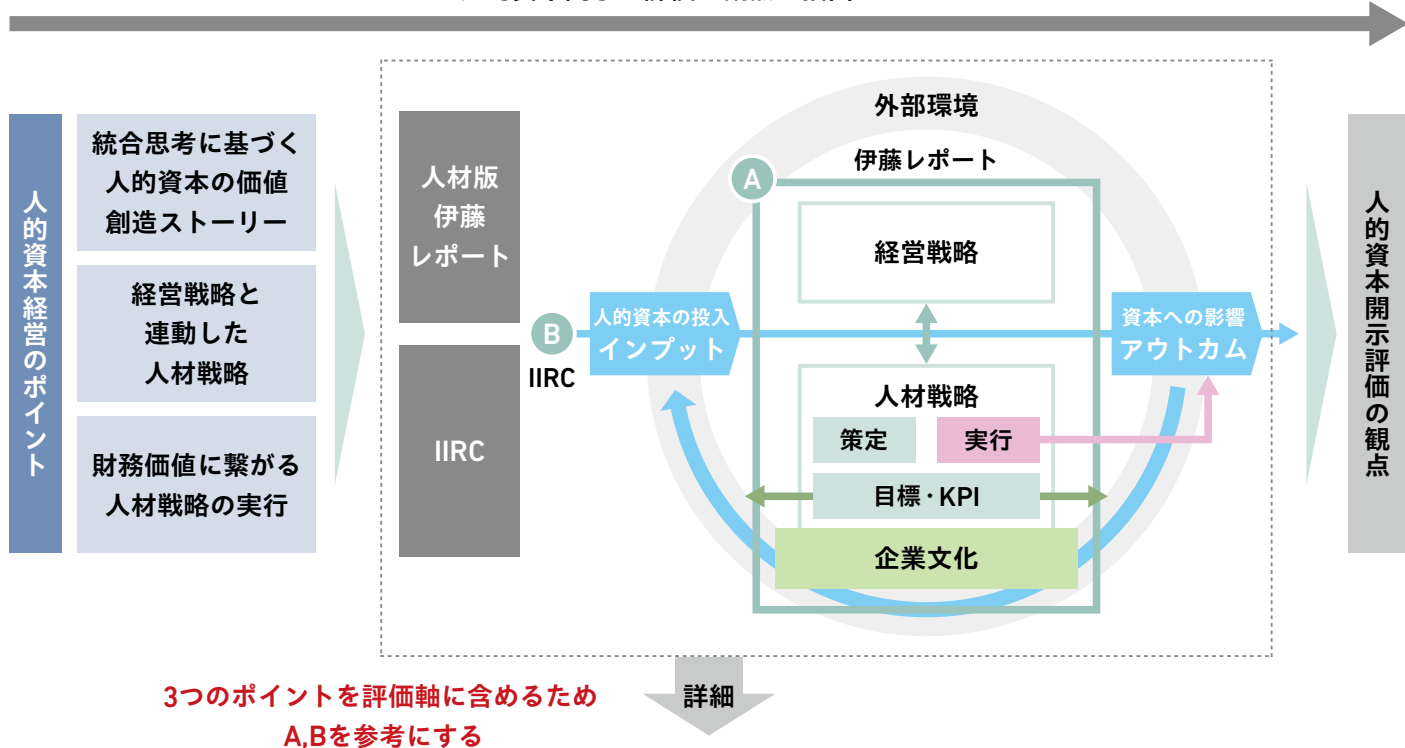 人的資本経営のポイント
統合思考に基づく
人的資本の価値
創造ストーリー
経営戦略と
連動した
人材戦略
財務価値に繋がる
人材戦略の実行
人材版
伊藤
レポート
IIRC
外部環境
伊藤レポート
A
経営戦略
B
IIRC
人的資本の投入
インプット
資本への影響
アウトカム
人材戦略
策定
実行
目標・KPI
企業文化
人的資本開示評価の観点
3つのポイントを評価軸に含めるため
A,Bを参考にする
詳細